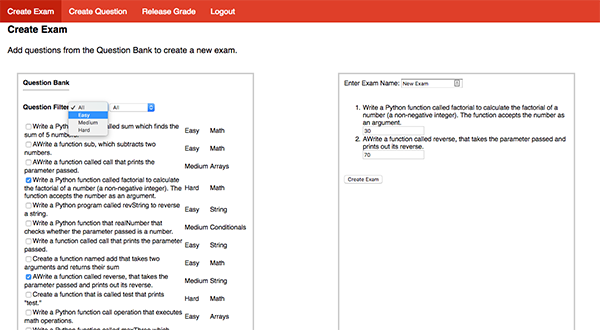 Create Exam Create Question Release Grade Logout
Create Exam
Add questions from the Question Bank to create a new exam.
Question Bank
Question Filter
All
All
Easy
Medium
Hard
Write a Pyth
alled sum which finds the
sum of 5 numbers.
Easy Math
AWrite a function sub, which subtracts two
numbers.
Easy Math
Write a function called call that prints the
parameter passed.
Medium Arrays
Write a Python function called factorial to calculate
the factorial of a number (a non-negative integer). The
function accepts the number as an argument.
Hard Math
Write a Python program called revString to reverse
a string.
Easy String
Write a Python function that realNumber that
checks whether the parameter passed is a number.
Medium Conditionals
Write a function called call that prints the parameter
passed.
Easy String
Create a function named add that takes two
arguments and returns their sum
Easy Math
AWrite a function called reverse, that takes the
parameter passed and prints out its reverse.
Medium String
Create a function that is called test that prints
"test."
Hard Math
Write a Python function call operation that executes
math operations.
Easy Arrays
Write a Python function called maxThree which
Enter Exam Name: New Exam
1. Write a Python function called factorial to calculate the factorial of a
number (a non-negative integer). The function accepts the number as
an argument.
30
2. AWrite a function called reverse, that takes the parameter passed and
prints out its reverse.
70
Create Exam